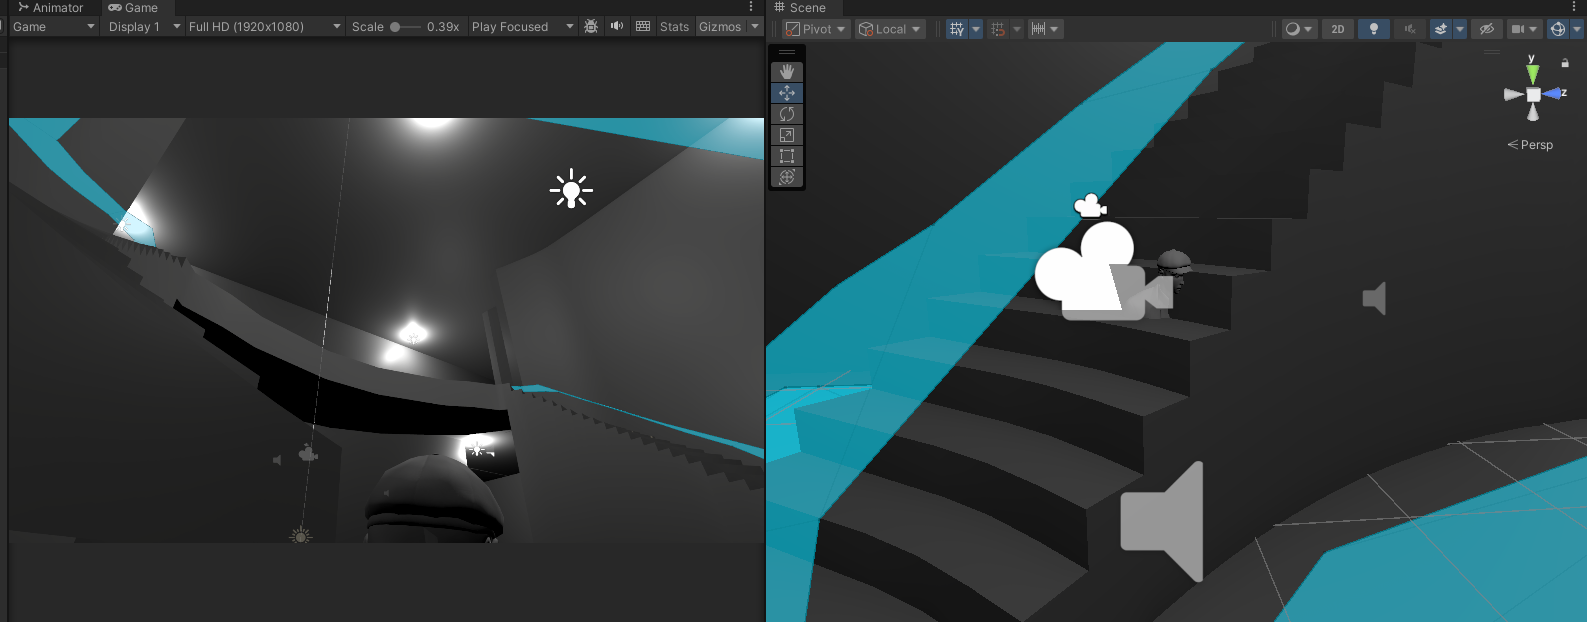 Animator
Game
Game
Display 1
Full HD (1920x1080)
Scale
0.39x
Play Focused
Stats
Gizmos
Scene
Pivot
Local
2D
y
z
Persp